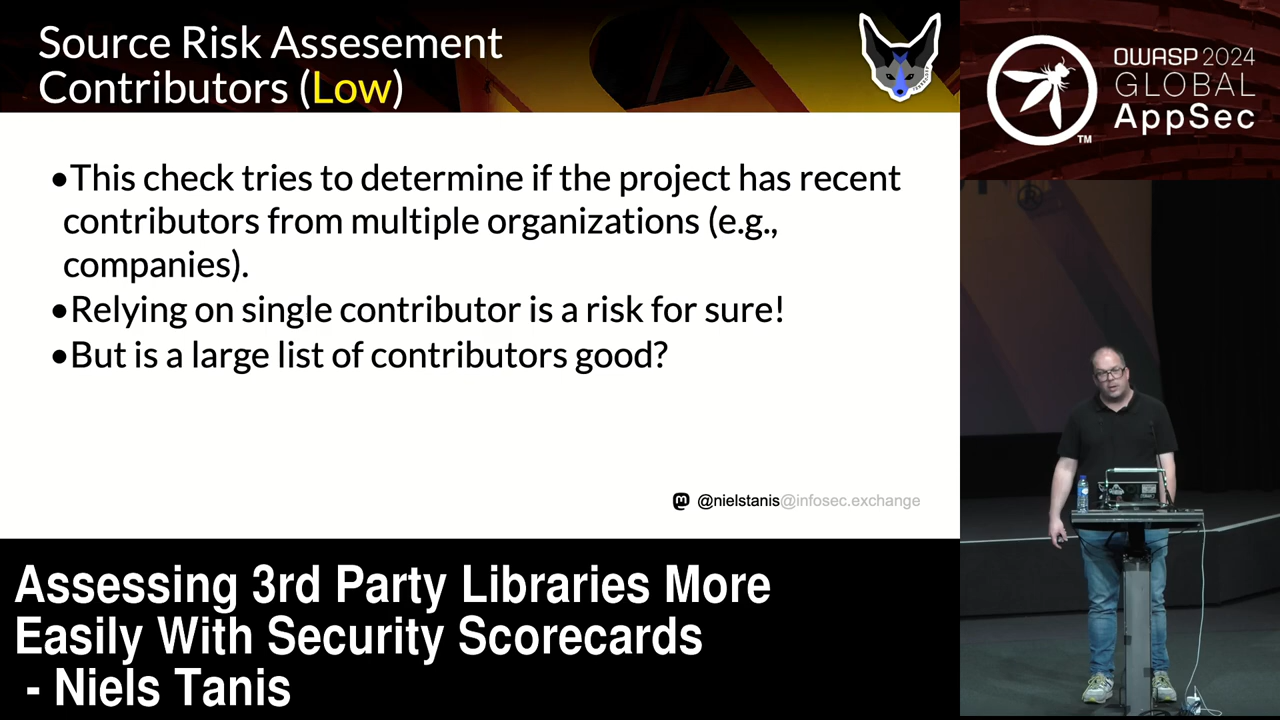 Source Risk Assesement
Contributors (Low)
•This check tries to determine if the project has recent
contributors from multiple organizations (e.g.,
companies).
•Relying on single contributor is a risk for sure!
•But is a large list of contributors good?
@nielstanis@infosec.exchange
OWASP 2024
GLOBAL
AppSec
TM
Assessing 3rd Party Libraries More
Easily With Security Scorecards
- Niels Tanis